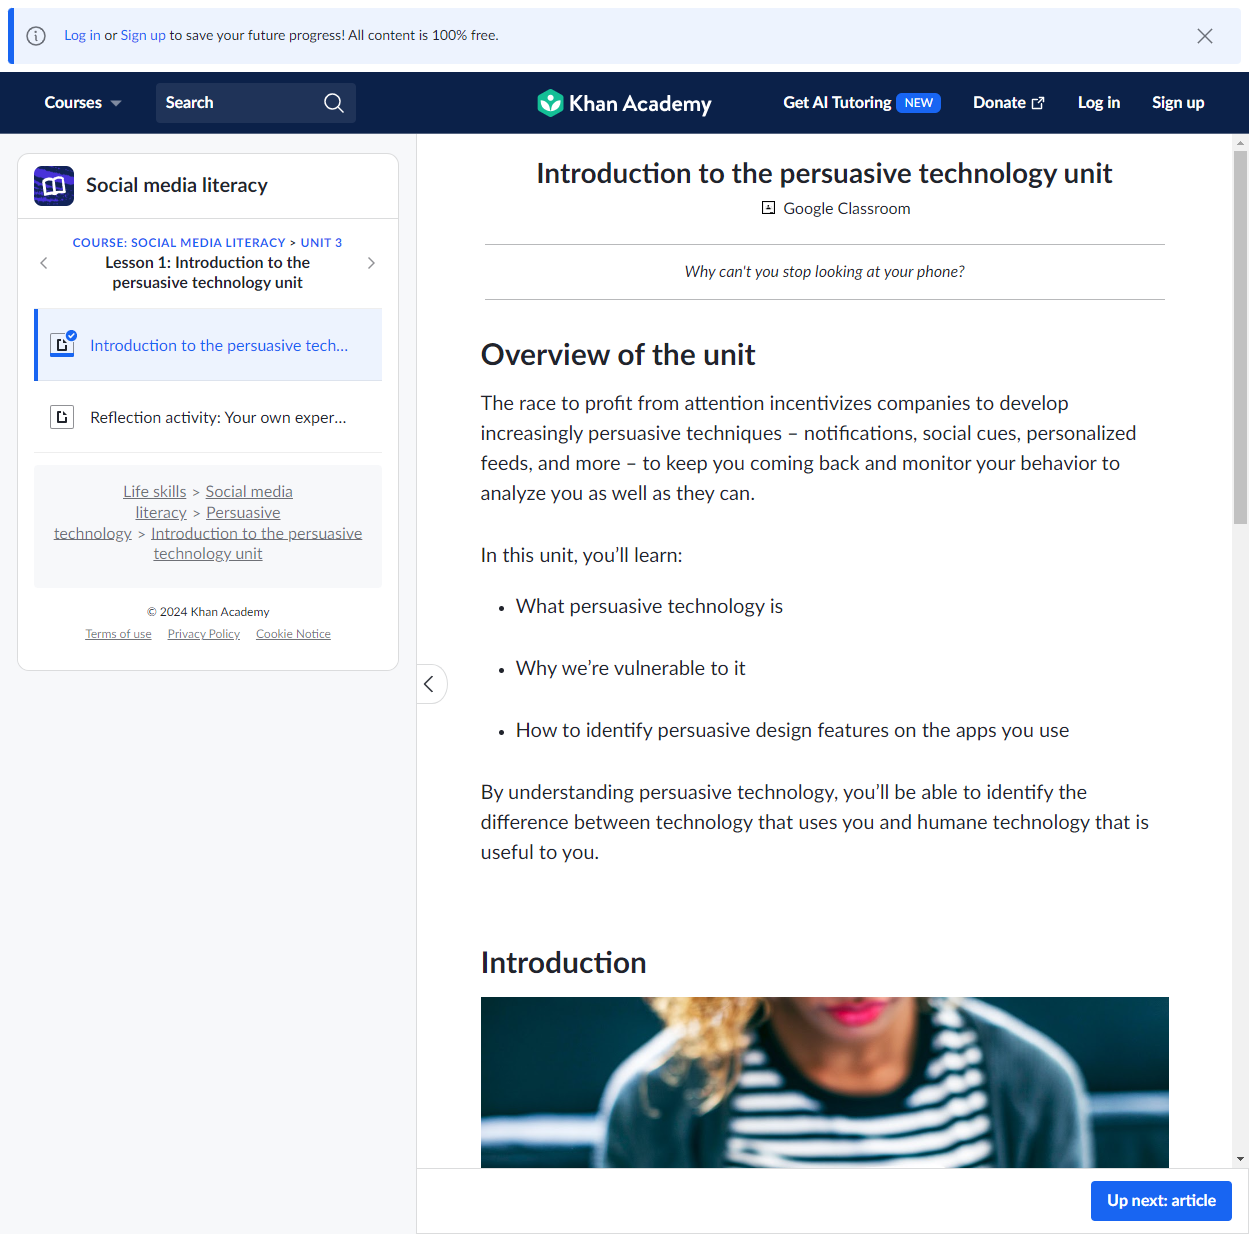 Log in or Sign up to save your future progress! All content is 100% free.
Courses
Search
Khan Academy
Get AI Tutoring NEW
Donate
Log in
Sign up
Social media literacy
COURSE: SOCIAL MEDIA LITERACY > UNIT 3
Lesson 1: Introduction to the
persuasive technology unit
Introduction to the persuasive tech...
Reflection activity: Your own exper...
Life skills > Social media
literacy > Persuasive
technology > Introduction to the persuasive
technology unit
© 2024 Khan Academy
Terms of use Privacy Policy Cookie Notice
Introduction to the persuasive technology unit
Google Classroom
Why can't you stop looking at your phone?
Overview of the unit
The race to profit from attention incentivizes companies to develop
increasingly persuasive techniques – notifications, social cues, personalized
feeds, and more – to keep you coming back and monitor your behavior to
analyze you as well as they can.
In this unit, you’ll learn:
• What persuasive technology is
• Why we’re vulnerable to it
• How to identify persuasive design features on the apps you use
By understanding persuasive technology, you’ll be able to identify the
difference between technology that uses you and humane technology that is
useful to you.
Introduction
Up next: article